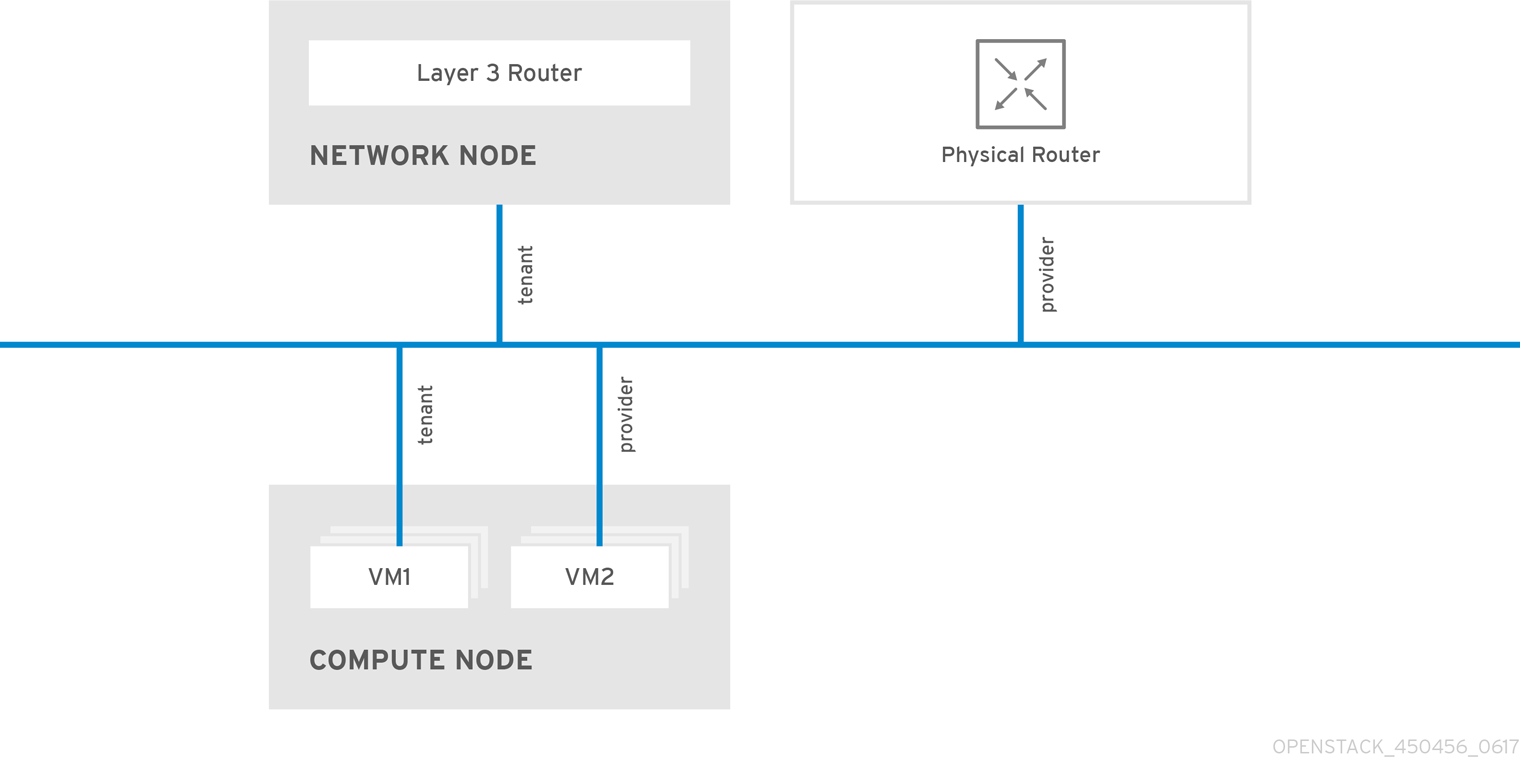 Layer 3 Router
NETWORK NODE
Physical Router
tenant
provider
tenant
provider
VM1
VM2
COMPUTE NODE
OPENSTACK_450456_0617